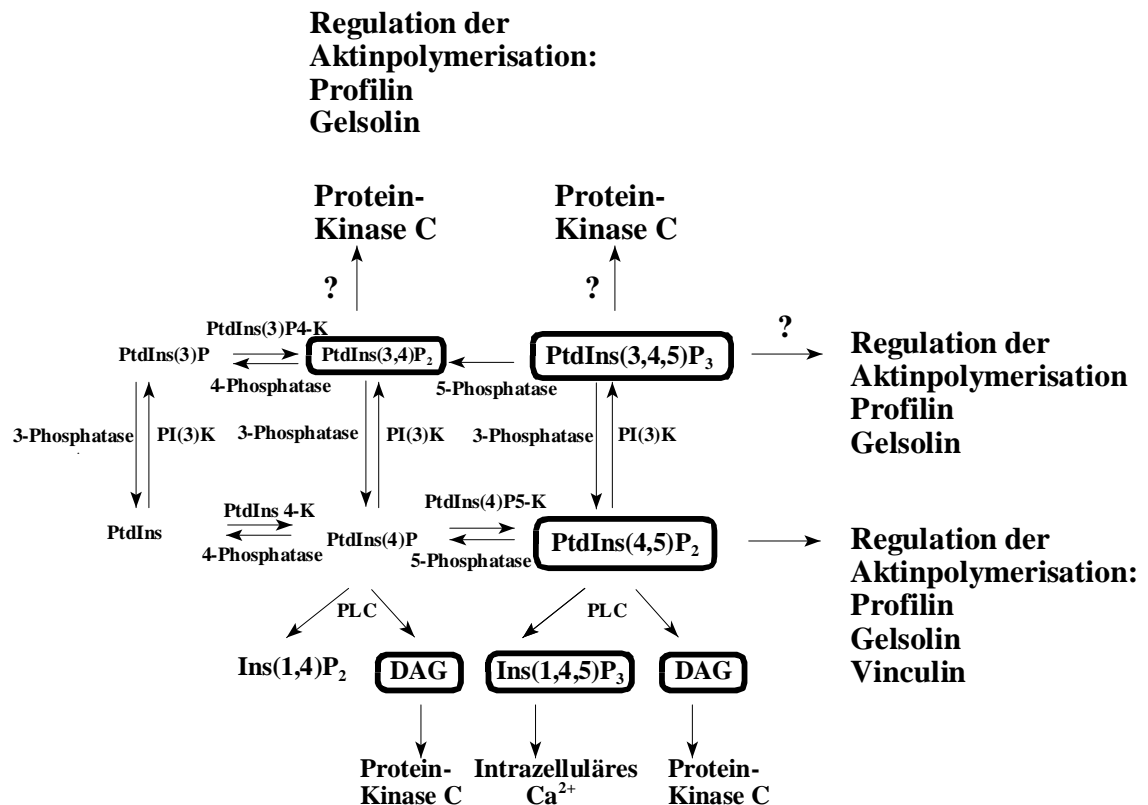 Regulation der
Aktinpolymerisation:
Profilin
Gelsolin
Protein-
Kinase C
Protein-
Kinase C
?
?
?
PtdIns(3)P4-K
PtdIns(3)P
PtdIns(3,4)P₂
PtdIns(3,4,5)P₃
4-Phosphatase
5-Phosphatase
Regulation der
Aktinpolymerisation
Profilin
Gelsolin
3-Phosphatase
PI(3)K
3-Phosphatase
PI(3)K
3-Phosphatase
PI(3)K
PtdIns
PtdIns 4-K
4-Phosphatase
PtdIns(4)P
PtdIns(4)P5-K
5-Phosphatase
PtdIns(4,5)P₂
Regulation der
Aktinpolymerisation:
Profilin
Gelsolin
Vinculin
PLC
PLC
Ins(1,4)P₂
DAG
Ins(1,4,5)P₃
DAG
Protein-
Kinase C
Intrazelluläres
Ca²⁺
Protein-
Kinase C